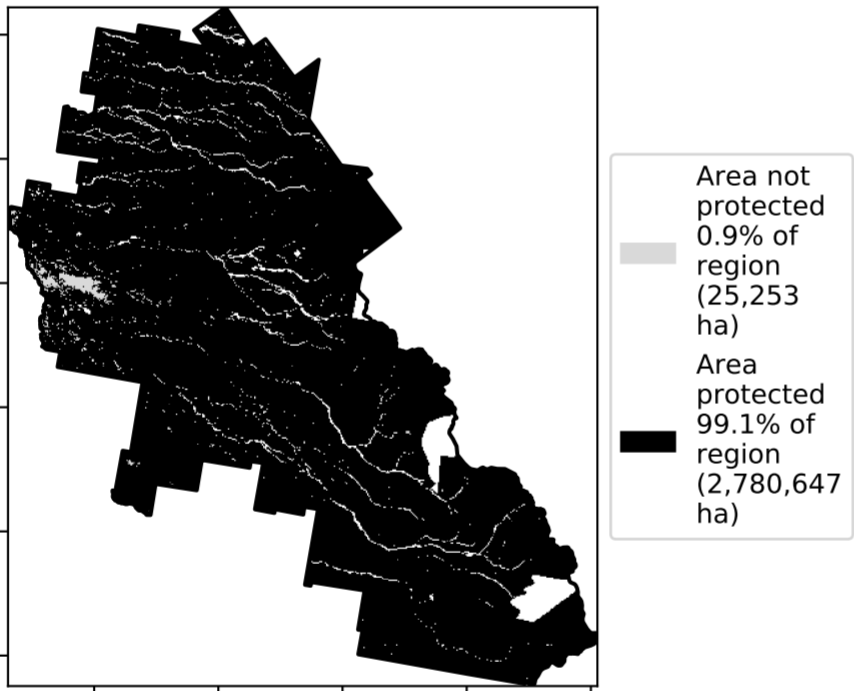 Area not
protected
0.9% of
region
(25,253
ha)
Area
protected
99.1% of
region
(2,780,647
ha)